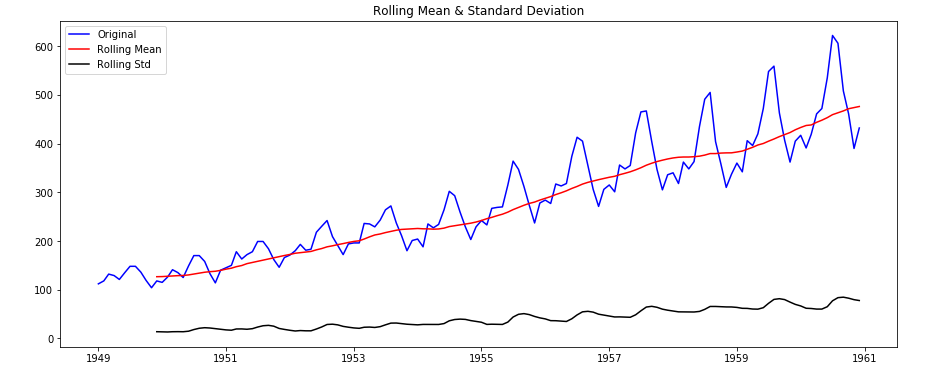 Rolling Mean & Standard Deviation
Original
Rolling Mean
Rolling Std
600
500
400
300
200
100
0
1949 1951 1953 1955 1957 1959 1961